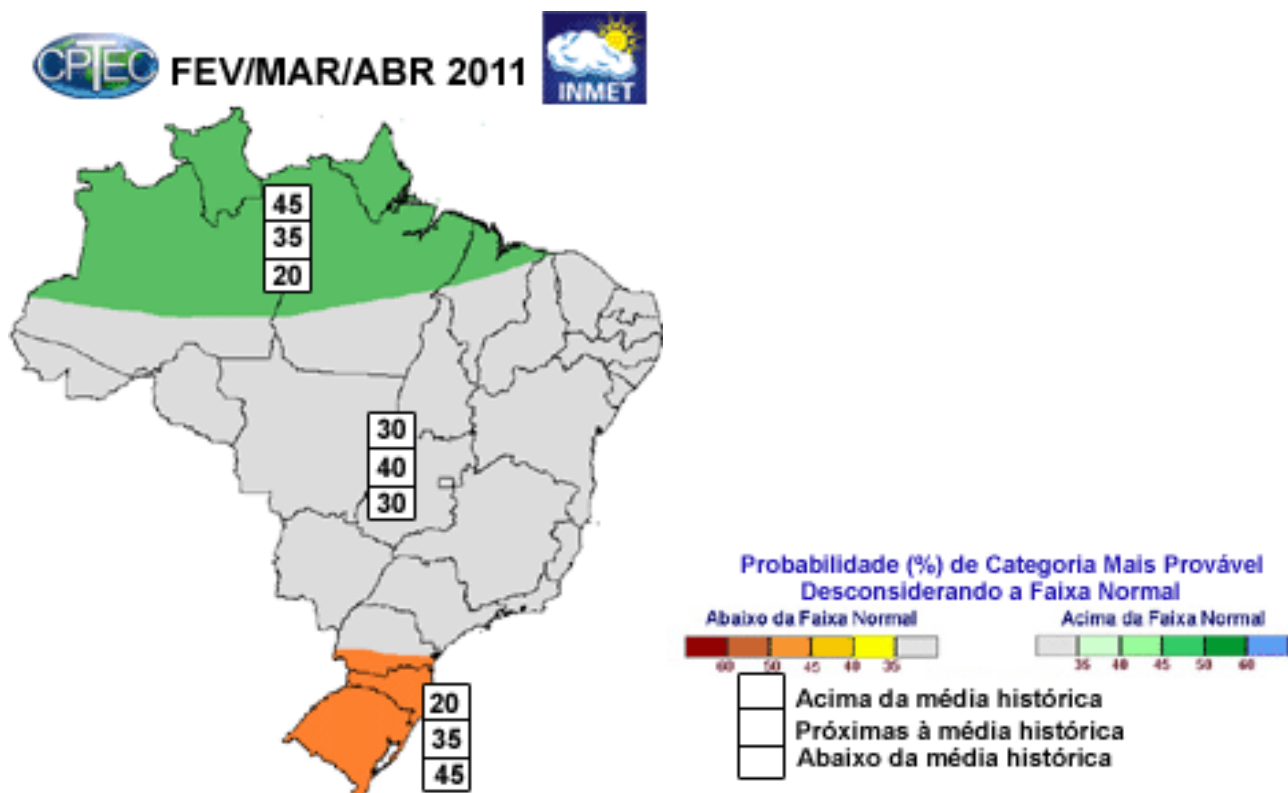 CPTEC
FEV/MAR/ABR 2011
INMET
45
35
20
30
40
30
20
35
45
Probabilidade (%) de Categoria Mais Provável
Desconsiderando a Faixa Normal
Abaixo da Faixa Normal
Acima da Faixa Normal
60 50 45 40 35
35 40 45 50 60
Acima da média histórica
Próximas à média histórica
Abaixo da média histórica